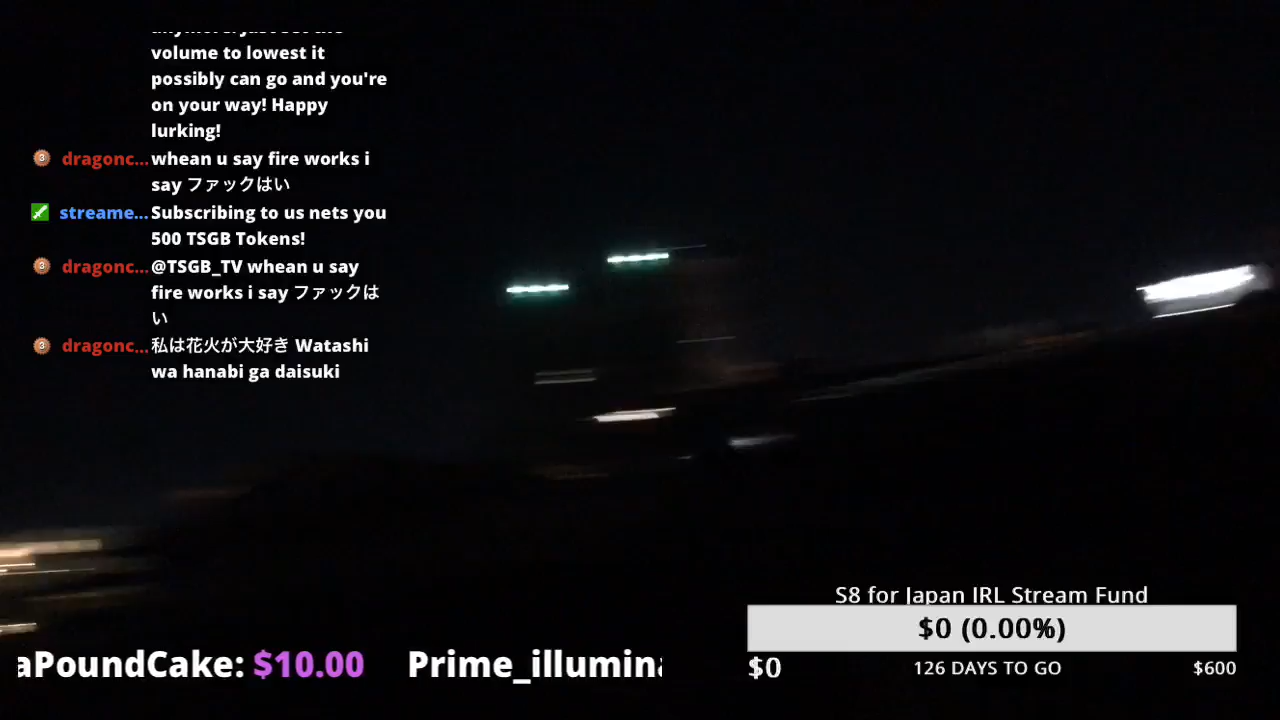 volume to lowest it
possibly can go and you're
on your way! Happy
lurking!
dragonc... whean u say fire works i
say ファックはい
streame... Subscribing to us nets you
500 TSGB Tokens!
dragonc... @TSGB_TV whean u say
fire works i say ファックは
い
dragonc... 私は花火が大好き Watashi
wa hanabi ga daisuki
S8 for Japan IRL Stream Fund
$0 (0.00%)
$0 126 DAYS TO GO $600
aPoundCake: $10.00 Prime_illumina